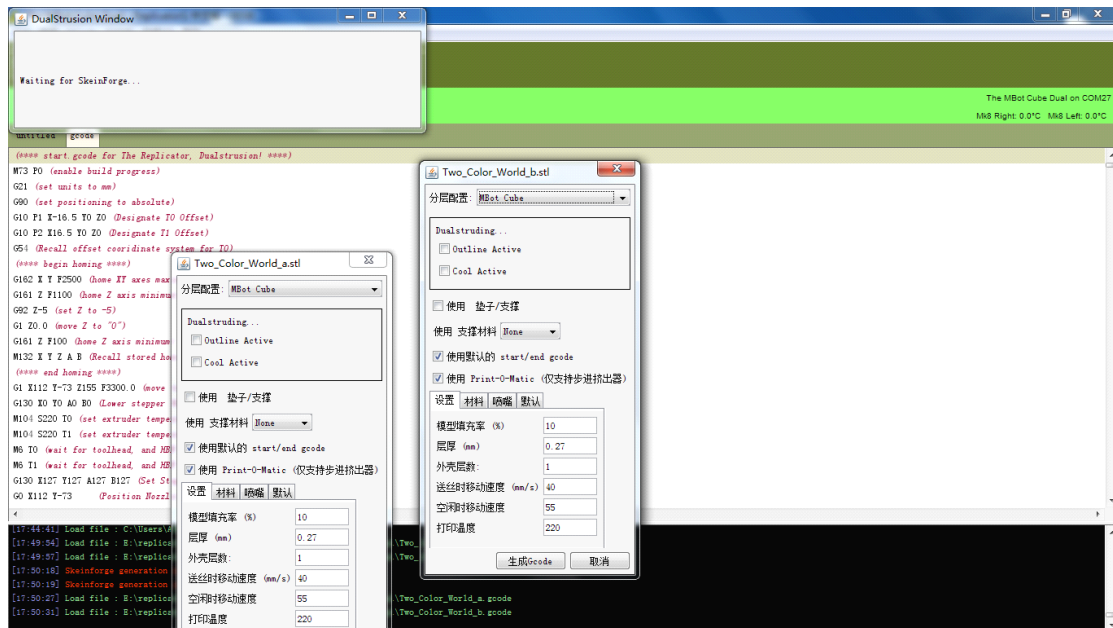 DualStrusion Window
Waiting for SkeinForge...
The MBot Cube Dual on COM27
Mk8 Right: 0.0°C Mk8 Left: 0.0°C
untitled gcode
(**** start.gcode for The Replicator, Dualstrusion! ****)
M73 P0 (enable build progress)
G21 (set units to mm)
G90 (set positioning to absolute)
G10 P1 X-16.5 Y0 Z0 (Designate T0 Offset)
G10 P2 X16.5 Y0 Z0 (Designate T1 Offset)
G54 (Recall offset cooridinate system for T0)
(**** begin homing ****)
G162 X Y F2500 (home XY axes max
G161 Z F1100 (home Z axis minimum
G92 Z-5 (set Z to -5)
G1 Z0.0 (move Z to "0")
G161 Z F100 (home Z axis minimum
M132 X Y Z A B (Recall stored
(**** end homing ****)
G1 X112 Y-73 Z155 F3300.0 (move
G130 X0 Y0 A0 B0 (Lower stepper
M104 S220 T0 (set extruder
M104 S220 T1 (set extruder
M6 T0 (wait for toolhead, and
M6 T1 (wait for toolhead, and
G130 X127 Y127 A127 B127 (Set
G0 X112 Y-73 (Position
Two_Color_World_a.stl
分层配置: MBot Cube
Dualstruding...
Outline Active
Cool Active
使用 垫子/支撑
使用 支撑材料 None
使用默认的 start/end gcode
使用 Print-O-Matic (仅支持步进挤出器)
设置 材料 喷嘴 默认
模型填充率 (%) 10
层厚 (mm) 0.27
外壳层数: 1
送丝时移动速度 (mm/s) 40
空闲时移动速度 55
打印温度 220
Two_Color_World_b.stl
分层配置: MBot Cube
Dualstruding...
Outline Active
Cool Active
使用 垫子/支撑
使用 支撑材料 None
使用默认的 start/end gcode
使用 Print-O-Matic (仅支持步进挤出器)
设置 材料 喷嘴 默认
模型填充率 (%) 10
层厚 (mm) 0.27
外壳层数: 1
送丝时移动速度 (mm/s) 40
空闲时移动速度 55
打印温度 220
生成Gcode 取消
[17:44:41] Load file : C:\Users\
[17:49:54] Load file : E:\replic \Two_
[17:49:57] Load file : E:\replic \Two_
[17:50:18] Skeinforge generation
[17:50:19] Skeinforge generation
[17:50:27] Load file : E:\replic \Two_Color_World_a.gcode
[17:50:31] Load file : E:\replic \Two_Color_World_b.gcode